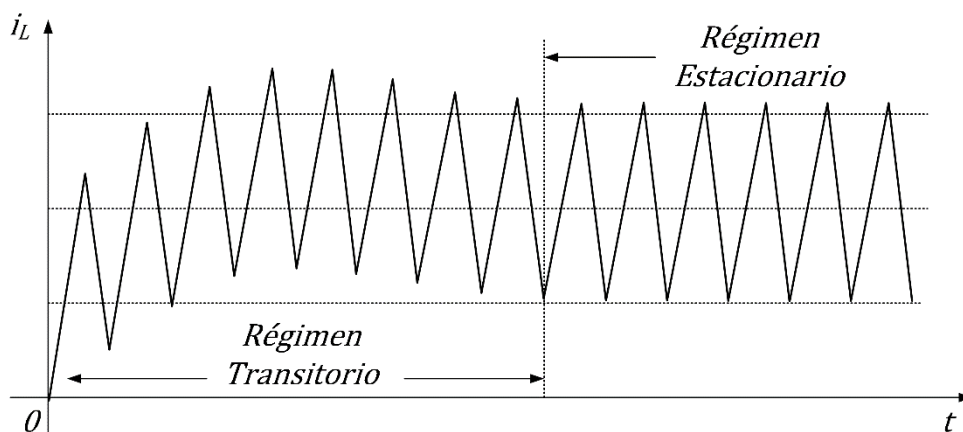 i_L
Régimen
Estacionario
Régimen
Transitorio
0
t